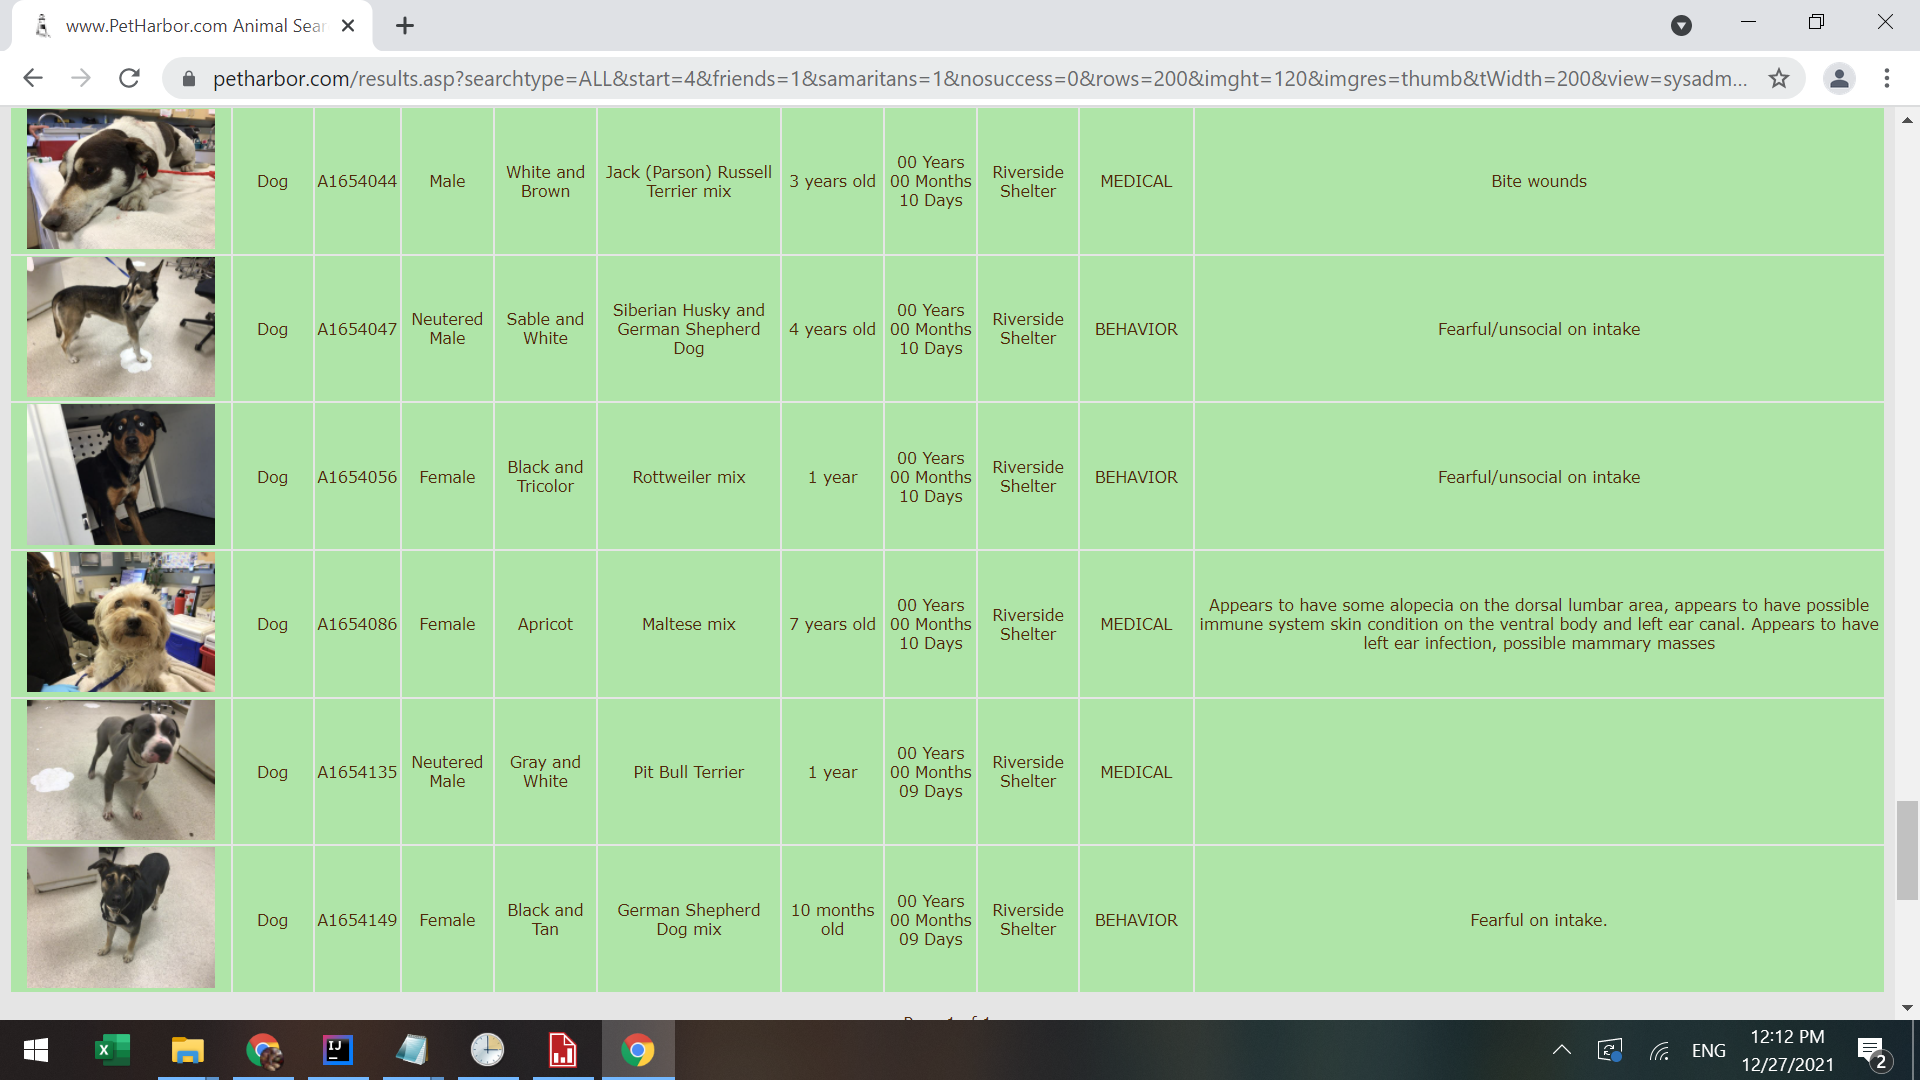 www.PetHarbor.com Animal Sear
petharbor.com/results.asp?searchtype=ALL&start=4&friends=1&samaritans=1&nosuccess=0&rows=200&imght=120&imgres=thumb&tWidth=200&view=sysadm...
Dog
A1654044
Male
White and
Brown
Jack (Parson) Russell
Terrier mix
3 years old
00 Years
00 Months
10 Days
Riverside
Shelter
MEDICAL
Bite wounds
Dog
A1654047
Neutered
Male
Sable and
White
Siberian Husky and
German Shepherd
Dog
4 years old
00 Years
00 Months
10 Days
Riverside
Shelter
BEHAVIOR
Fearful/unsocial on intake
Dog
A1654056
Female
Black and
Tricolor
Rottweiler mix
1 year
00 Years
00 Months
10 Days
Riverside
Shelter
BEHAVIOR
Fearful/unsocial on intake
Dog
A1654086
Female
Apricot
Maltese mix
7 years old
00 Years
00 Months
10 Days
Riverside
Shelter
MEDICAL
Appears to have some alopecia on the dorsal lumbar area, appears to have possible
immune system skin condition on the ventral body and left ear canal. Appears to have
left ear infection, possible mammary masses
Dog
A1654135
Neutered
Male
Gray and
White
Pit Bull Terrier
1 year
00 Years
00 Months
09 Days
Riverside
Shelter
MEDICAL
Dog
A1654149
Female
Black and
Tan
German Shepherd
Dog mix
10 months
old
00 Years
00 Months
09 Days
Riverside
Shelter
BEHAVIOR
Fearful on intake.
IJ
ENG
12:12 PM
12/27/2021
2